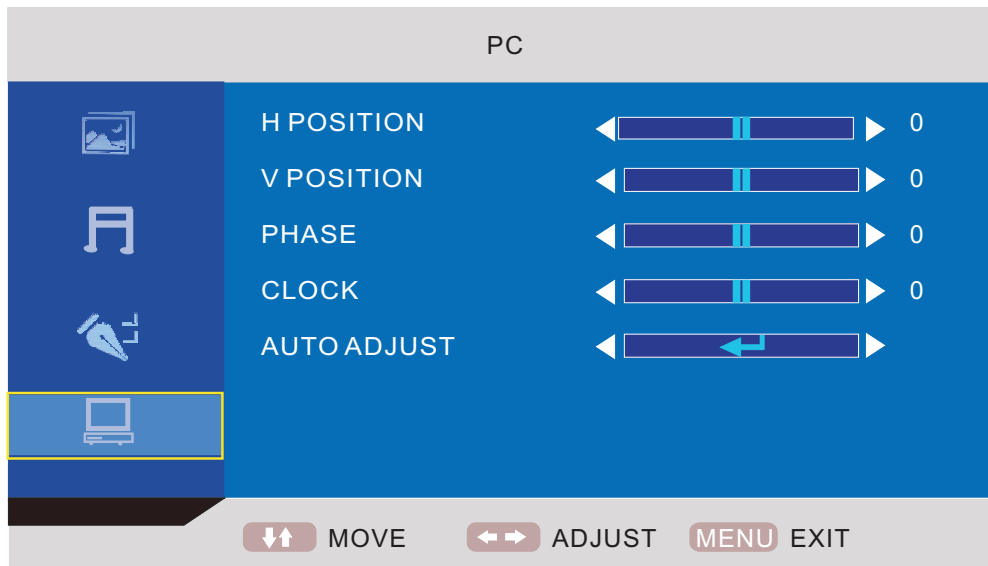 PC
H POSITION 0
V POSITION 0
PHASE 0
CLOCK 0
AUTO ADJUST
MOVE ADJUST MENU EXIT